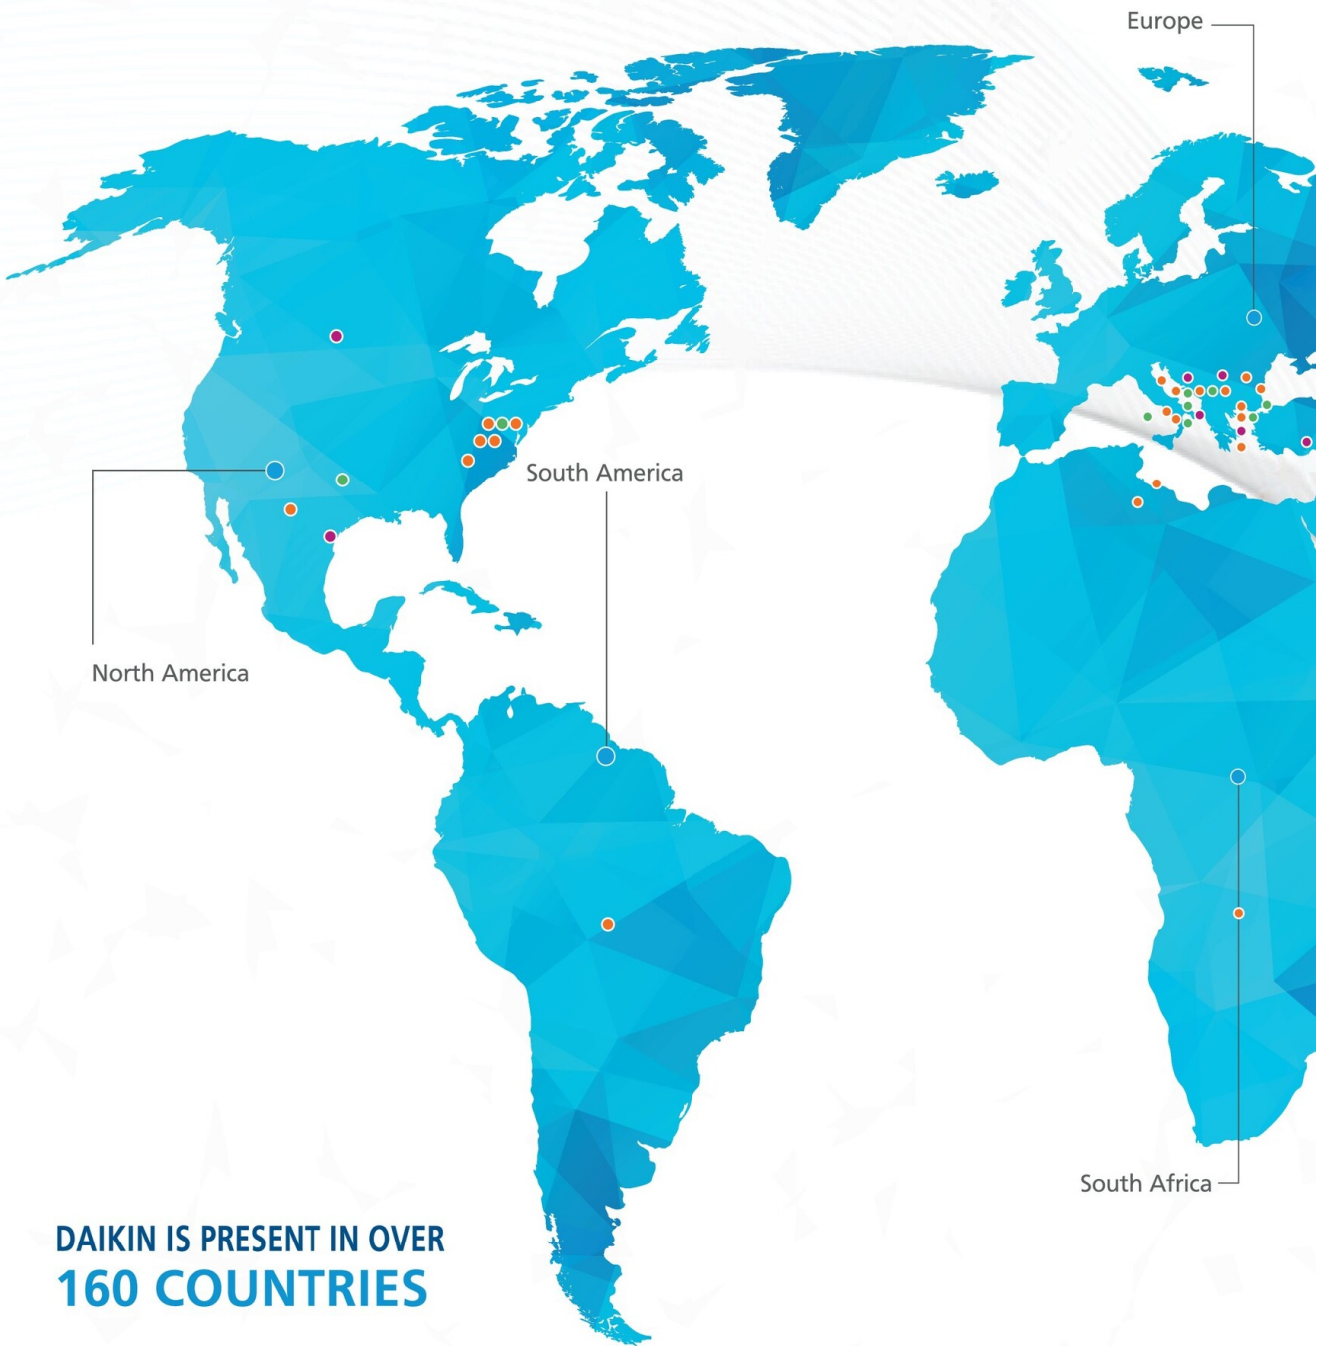 Europe
South America
North America
South Africa
DAIKIN IS PRESENT IN OVER
160 COUNTRIES